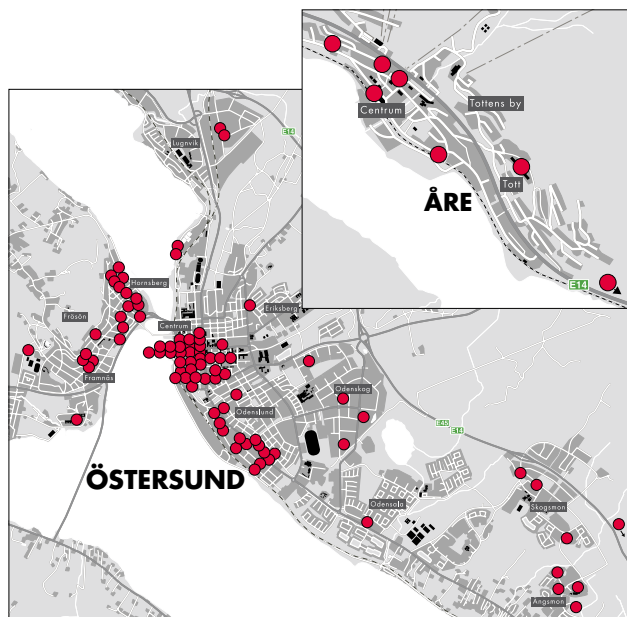 Tottens by
Centrum
Tott
ÅRE
E14
E14
Lugnvik
Hornsberg
Frösön
Eriksberg
Centrum
Framnäs
Odenskog
Odenslund
E45
E14
ÖSTERSUND
Odensala
Skogsmon
Ängsmon